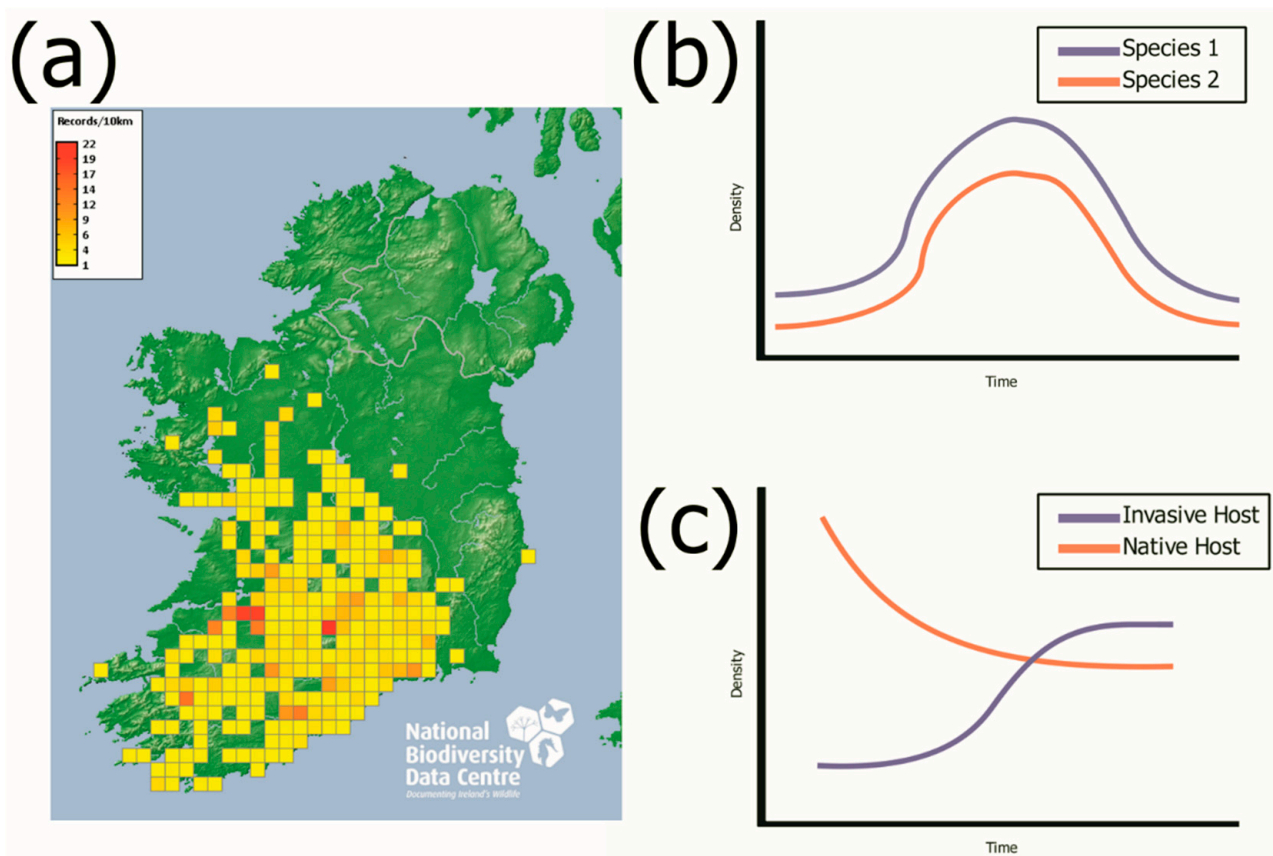 (a)
Records/10km
22
19
17
14
12
9
6
4
1
National
Biodiversity
Data Centre
Documenting Ireland's Wildlife
(b)
Species 1
Species 2
Density
Time
(c)
Invasive Host
Native Host
Density
Time